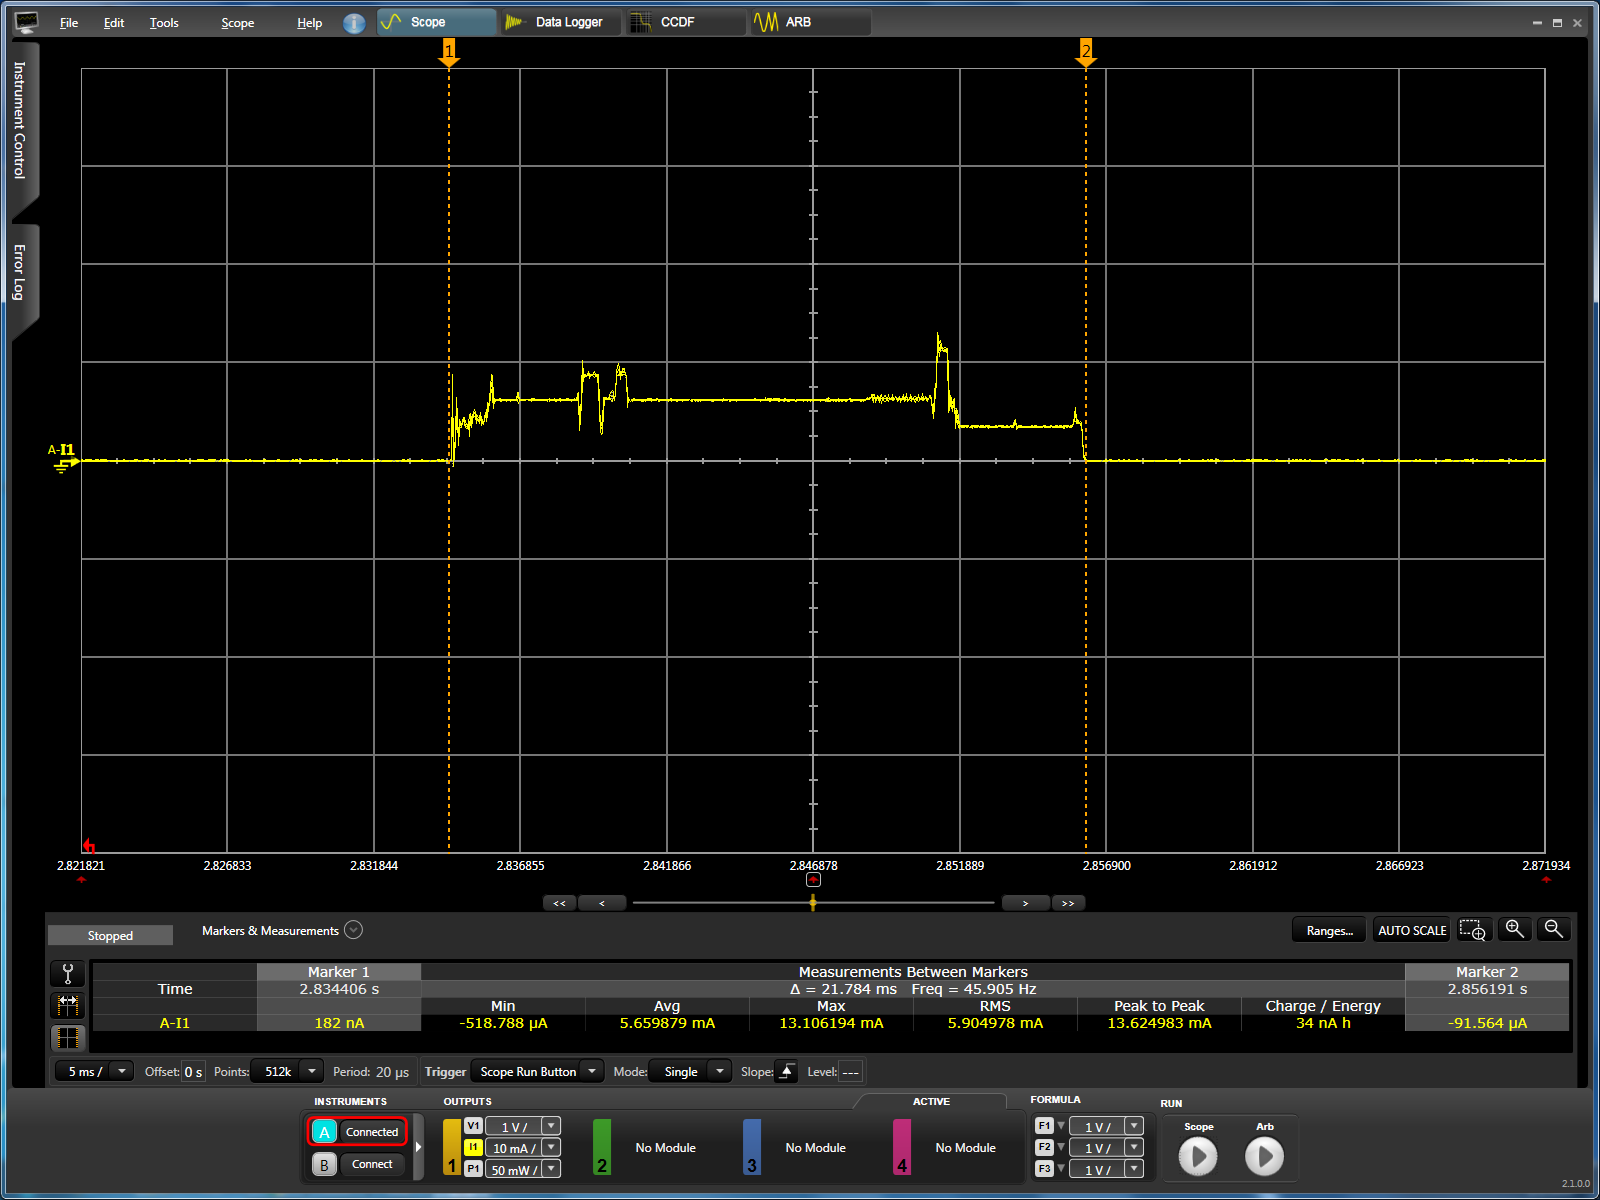 File Edit Tools Scope Help i Scope Data Logger CCDF ARB
1 2
Instrument Control
Error Log
A-I1
2.821821 2.826833 2.831844 2.836855 2.841866 2.846878 2.851889 2.856900 2.861912 2.866923 2.871934
<< < > >>
Stopped Markers & Measurements Ranges... AUTO SCALE
Marker 1 Measurements Between Markers Marker 2
Time 2.834406 s Δ = 21.784 ms Freq = 45.905 Hz 2.856191 s
Min Avg Max RMS Peak to Peak Charge / Energy
A-I1 182 nA -518.788 µA 5.659879 mA 13.106194 mA 5.904978 mA 13.624983 mA 34 nA h -91.564 µA
5 ms / Offset: 0 s Points: 512k Period: 20 µs Trigger Scope Run Button Mode: Single Slope: Level: ---
INSTRUMENTS OUTPUTS ACTIVE FORMULA RUN
A Connected
B Connect
1 V1 1 V /
I1 10 mA /
P1 50 mW /
2 No Module
3 No Module
4 No Module
F1 1 V /
F2 1 V /
F3 1 V /
Scope Arb
2.1.0.0